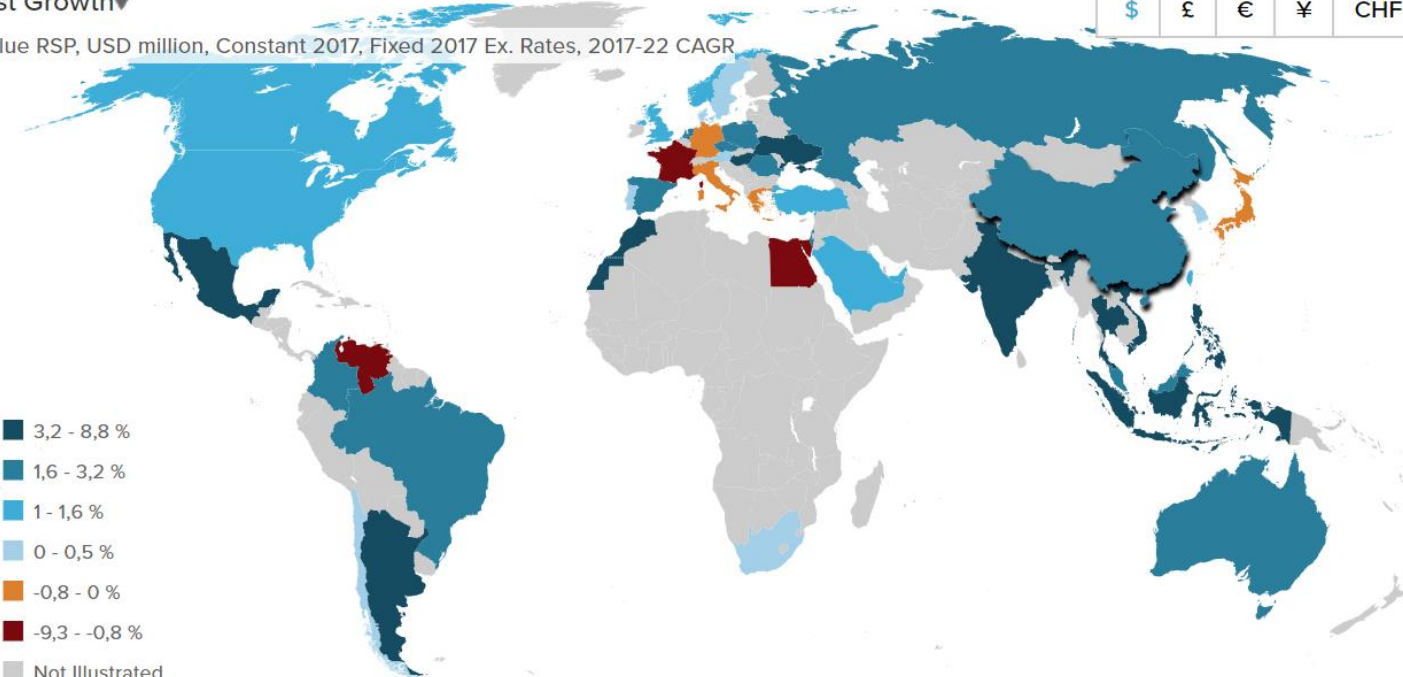 st Growth
$ £ € ¥ CHF
lue RSP, USD million, Constant 2017, Fixed 2017 Ex. Rates, 2017-22 CAGR
3,2 - 8,8 %
1,6 - 3,2 %
1 - 1,6 %
0 - 0,5 %
-0,8 - 0 %
-9,3 - -0,8 %
Not Illustrated